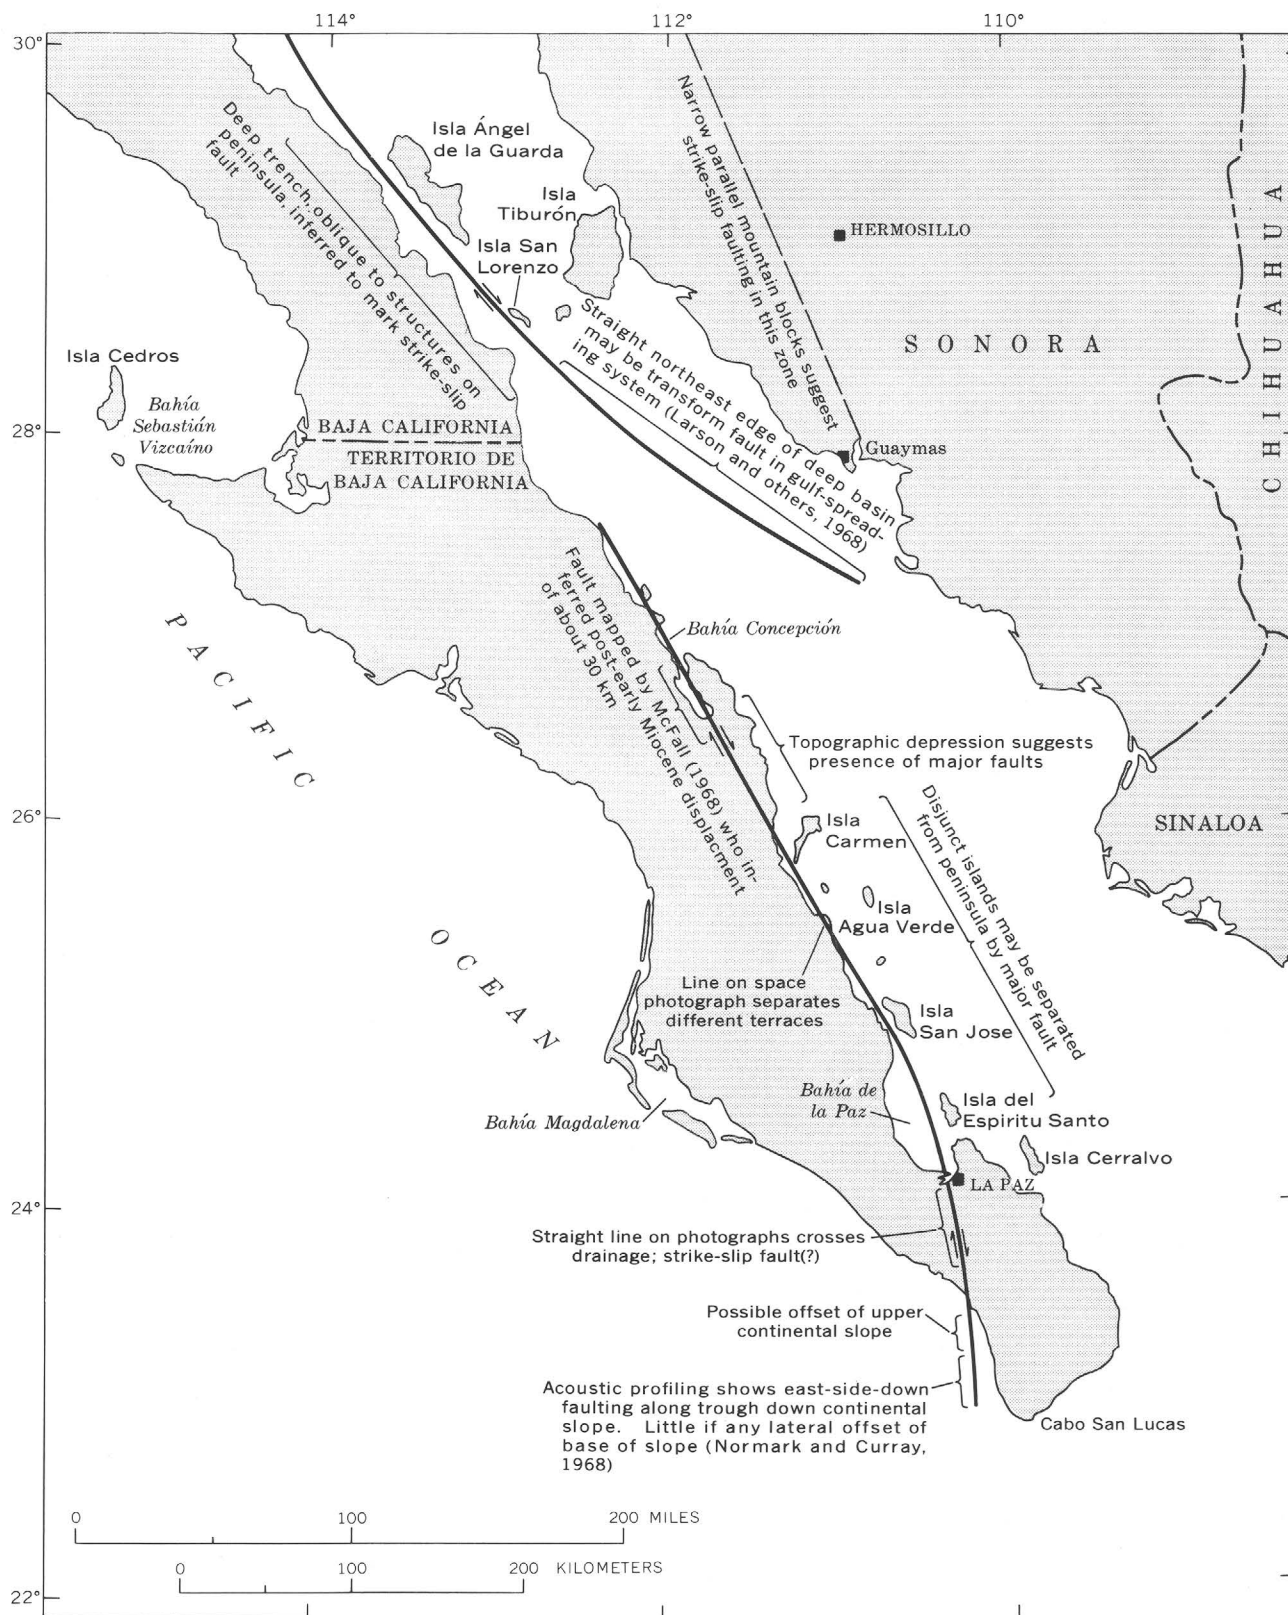 114°
112°
110°
30°
28°
26°
24°
22°
Deep trench, oblique to structures on
peninsula, inferred to mark strike-slip
fault
Isla Ángel
de la Guarda
Isla
Tiburón
Isla San
Lorenzo
Narrow parallel mountain blocks suggest
strike-slip faulting in this zone
HERMOSILLO
SONORA
CHIHUAHUA
Straight northeast edge of deep basin
may be transform fault in gulf-spread-
ing system (Larson and others, 1968)
Isla Cedros
Bahía
Sebastián
Vizcaíno
BAJA CALIFORNIA
TERRITORIO DE
BAJA CALIFORNIA
Guaymas
Fault mapped by McFall (1968) who in-
ferred post-early Miocene displacment
of about 30 km
Bahía Concepción
PACIFIC
OCEAN
Topographic depression suggests
presence of major faults
SINALOA
Isla
Carmen
Disjunct islands may be separated
from peninsula by major fault
Isla
Agua Verde
Line on space
photograph separates
different terraces
Isla
San Jose
Bahía de
la Paz
Isla del
Espiritu Santo
Bahía Magdalena
Isla Cerralvo
LA PAZ
Straight line on photographs crosses
drainage; strike-slip fault(?)
Possible offset of upper
continental slope
Acoustic profiling shows east-side-down
faulting along trough down continental
slope. Little if any lateral offset of
base of slope (Normark and Curray,
1968)
Cabo San Lucas
0 100 200 MILES
0 100 200 KILOMETERS